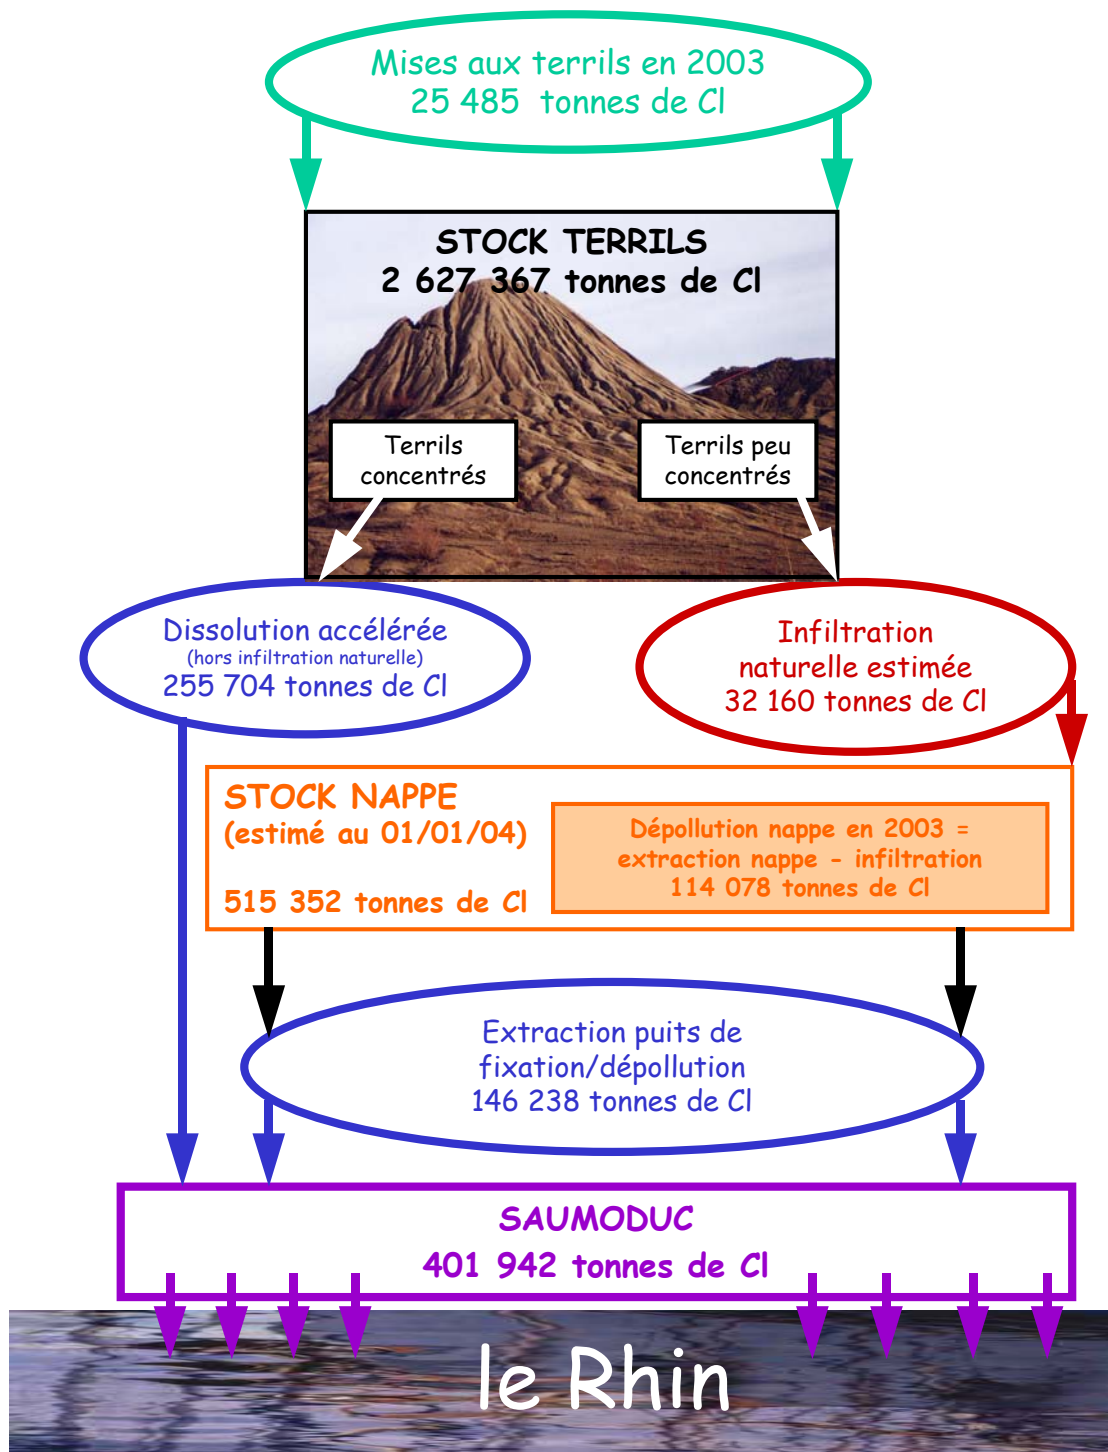 Mises aux terrils en 2003
25 485 tonnes de Cl
STOCK TERRILS
2 627 367 tonnes de Cl
Terrils
concentrés
Terrils peu
concentrés
Dissolution accélérée
(hors infiltration naturelle)
255 704 tonnes de Cl
Infiltration
naturelle estimée
32 160 tonnes de Cl
STOCK NAPPE
(estimé au 01/01/04)
515 352 tonnes de Cl
Dépollution nappe en 2003 =
extraction nappe - infiltration
114 078 tonnes de Cl
Extraction puits de
fixation/dépollution
146 238 tonnes de Cl
SAUMODUC
401 942 tonnes de Cl
le Rhin